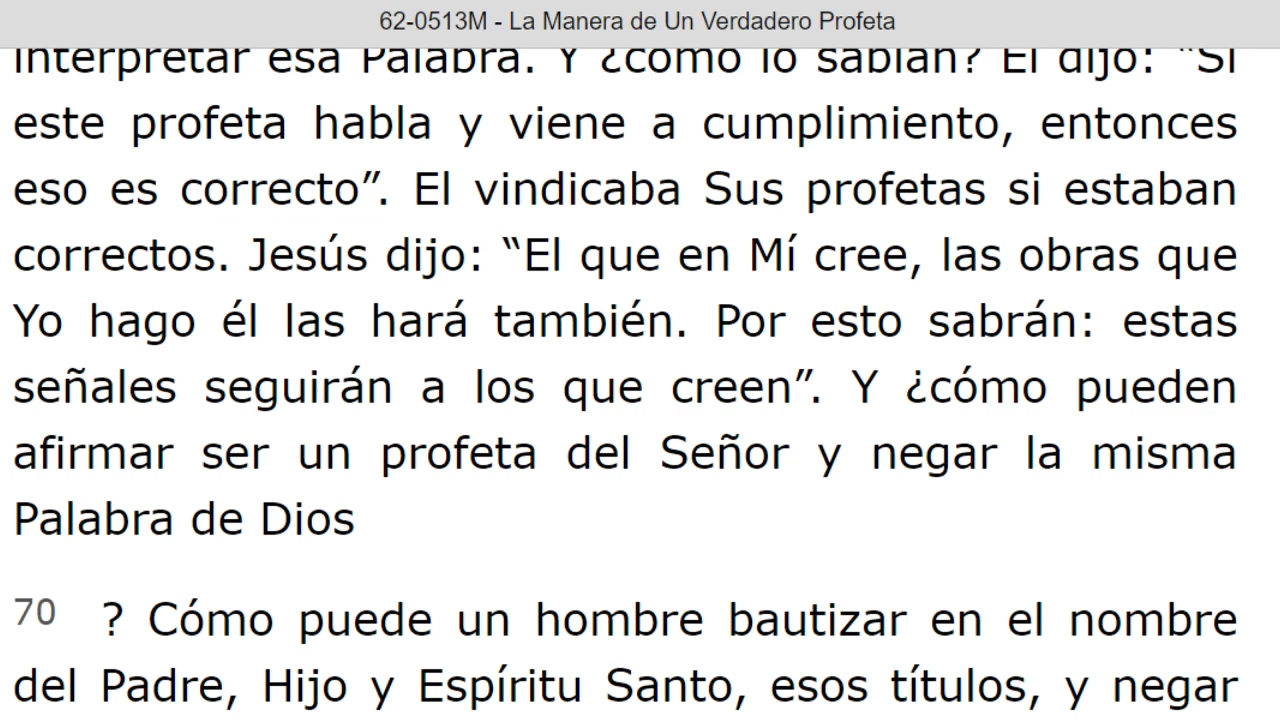 62-0513M - La Manera de Un Verdadero Profeta
interpretar esa Palabra. Y ¿cómo lo sabían? El dijo: “Si
este profeta habla y viene a cumplimiento, entonces
eso es correcto”. El vindicaba Sus profetas si estaban
correctos. Jesús dijo: “El que en Mí cree, las obras que
Yo hago él las hará también. Por esto sabrán: estas
señales seguirán a los que creen”. Y ¿cómo pueden
afirmar ser un profeta del Señor y negar la misma
Palabra de Dios
70 ? Cómo puede un hombre bautizar en el nombre
del Padre, Hijo y Espíritu Santo, esos títulos, y negar